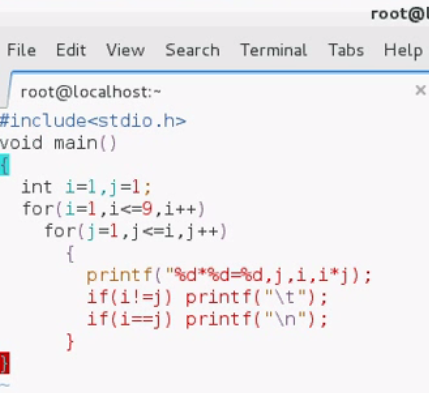 root@l
File Edit View Search Terminal Tabs Help
root@localhost:~ ×
#include<stdio.h>
void main()
{
int i=1,j=1;
for(i=1,i<=9,i++)
for(j=1,j<=i,j++)
{
printf("%d*%d=%d,j,i,i*j);
if(i!=j) printf("\t");
if(i==j) printf("\n");
}
}
~